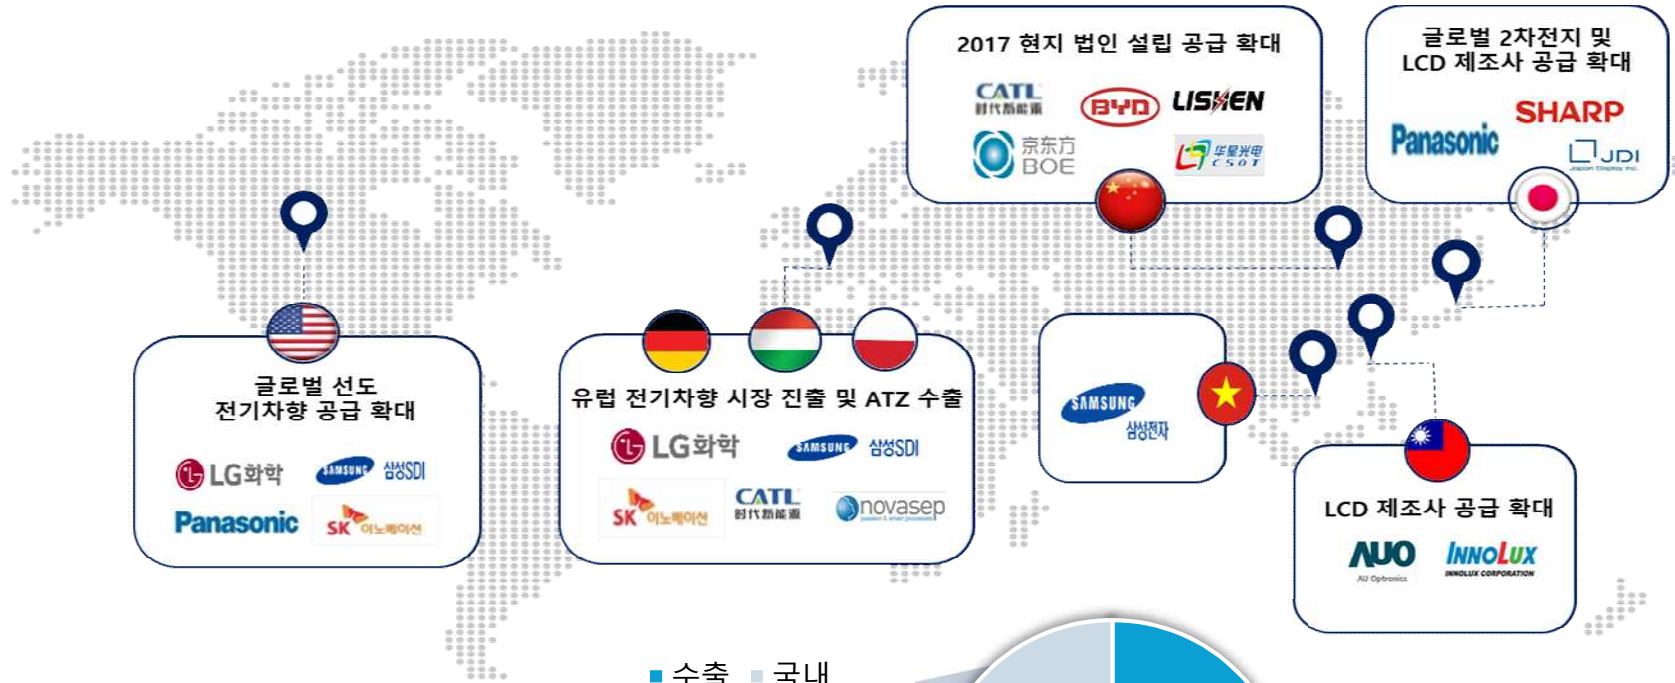 2017 현지 법인 설립 공급 확대
CATL
时代新能源
BYD
LISHEN
京东方
BOE
华星光电
CSOT
글로벌 2차전지 및
LCD 제조사 공급 확대
SHARP
Panasonic
JDI
Japan Display Inc.
글로벌 선도
전기차향 공급 확대
LG화학
SAMSUNG 삼성SDI
Panasonic
SK 이노베이션
유럽 전기차향 시장 진출 및 ATZ 수출
LG화학
SAMSUNG 삼성SDI
SK 이노베이션
CATL
时代新能源
novasep
SAMSUNG
삼성전자
LCD 제조사 공급 확대
AUO
AU Optronics
INNOLUX
INNOLUX CORPORATION
수출 국내